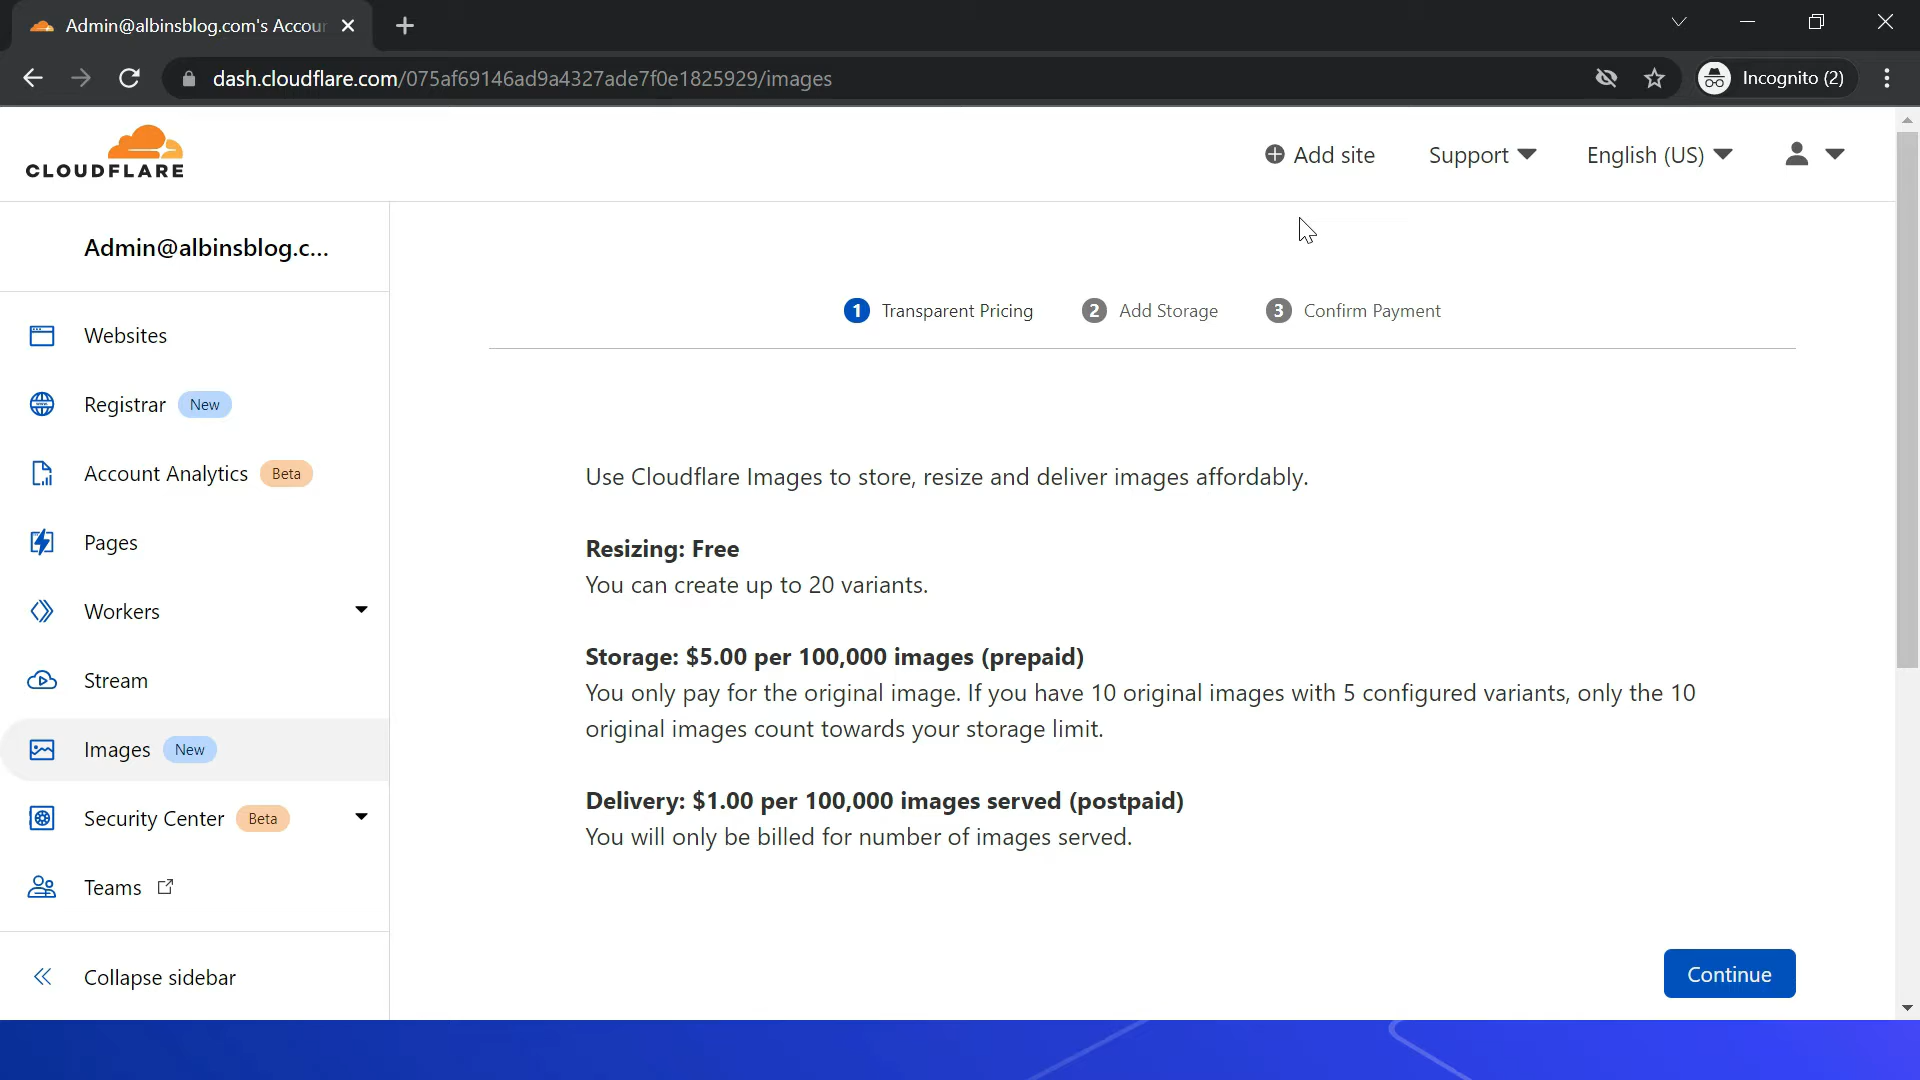 Admin@albinsblog.com's Accou
dash.cloudflare.com/075af69146ad9a4327ade7f0e1825929/images
Incognito (2)
CLOUDFLARE
Add site
Support
English (US)
Admin@albinsblog.c...
Websites
Registrar New
Account Analytics Beta
Pages
Workers
Stream
Images New
Security Center Beta
Teams
Collapse sidebar
1 Transparent Pricing
2 Add Storage
3 Confirm Payment
Use Cloudflare Images to store, resize and deliver images affordably.
Resizing: Free
You can create up to 20 variants.
Storage: $5.00 per 100,000 images (prepaid)
You only pay for the original image. If you have 10 original images with 5 configured variants, only the 10
original images count towards your storage limit.
Delivery: $1.00 per 100,000 images served (postpaid)
You will only be billed for number of images served.
Continue